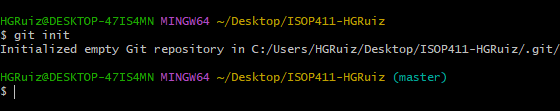 HGRuiz@DESKTOP-47IS4MN MINGW64 ~/Desktop/ISOP411-HGRuiz
$ git init
Initialized empty Git repository in C:/Users/HGRuiz/Desktop/ISOP411-HGRuiz/.git/
HGRuiz@DESKTOP-47IS4MN MINGW64 ~/Desktop/ISOP411-HGRuiz (master)
$